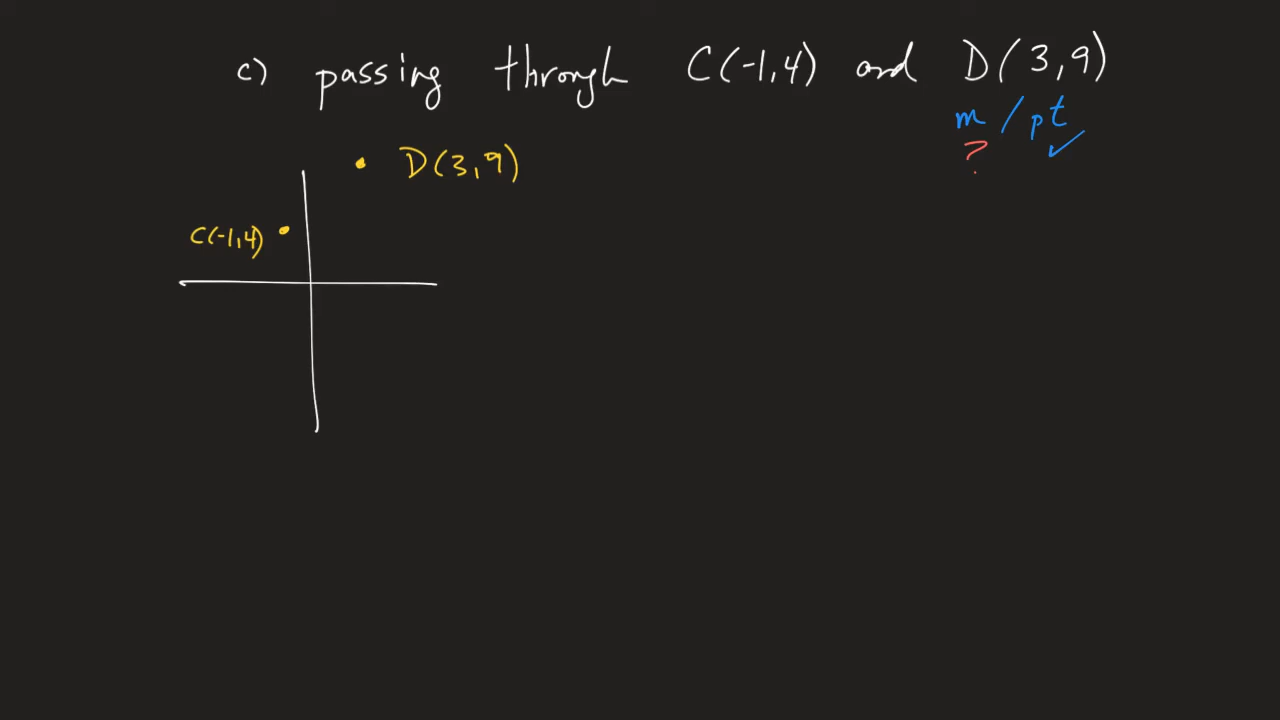 c) passing through C(-1,4) and D(3,9)
m / pt
? ✓
D(3,9)
C(-1,4)